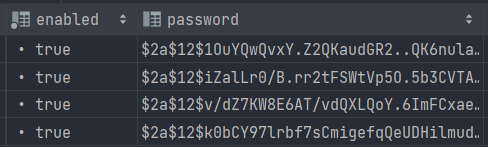 enabled password
true $2a$12$1OuYQwQvxY.Z2QKaudGR2..QK6nula…
true $2a$12$iZalLr0/B.rr2tFSWtVp5O.5b3CVTA…
true $2a$12$v/dZ7KW8E6AT/vdQXLQoY.6ImFCxae…
true $2a$12$k0bCY97lrbf7sCmigefqQeUDHilmud…